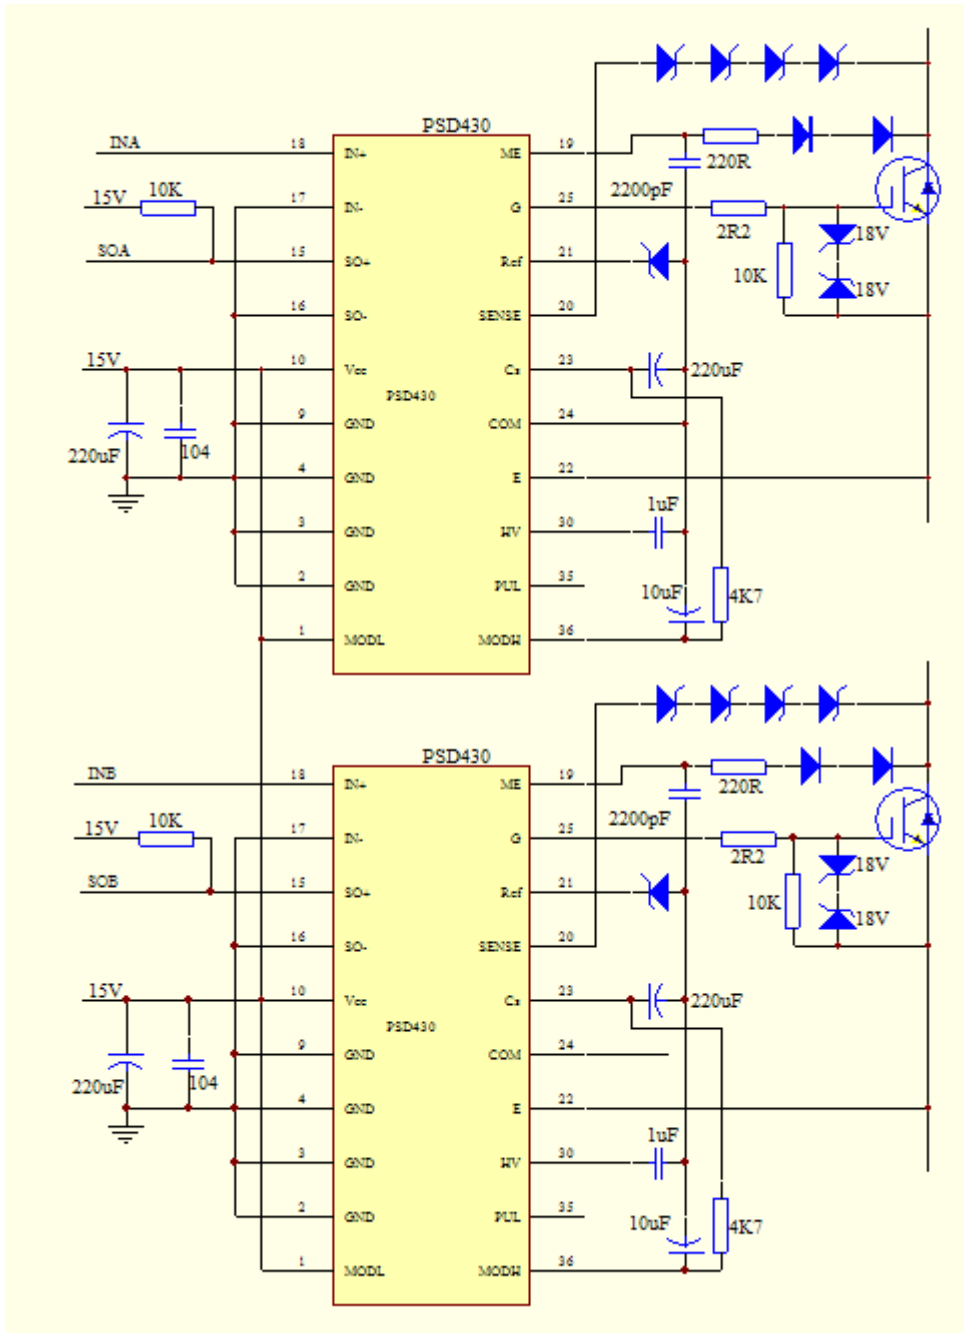 PSD430
INA 18 IN+ ME 19 220R
15V 10K 17 IN- 2200pF G 25 2R2 18V
SOA 15 SO+ Ref 21 10K 18V
16 SO- SENSE 20
15V 10 Vcc Cs 23 220uF
PSD430
220uF 104 9 GND COM 24
4 GND E 22
3 GND HV 30 1uF
2 GND PUL 35 10uF 4K7
1 MODL MODH 36
PSD430
INB 18 IN+ ME 19 220R
15V 10K 17 IN- 2200pF G 25 2R2 18V
SOB 15 SO+ Ref 21 10K 18V
16 SO- SENSE 20
15V 10 Vcc Cs 23 220uF
PSD430
220uF 104 9 GND COM 24
4 GND E 22
3 GND HV 30 1uF
2 GND PUL 35 10uF 4K7
1 MODL MODH 36